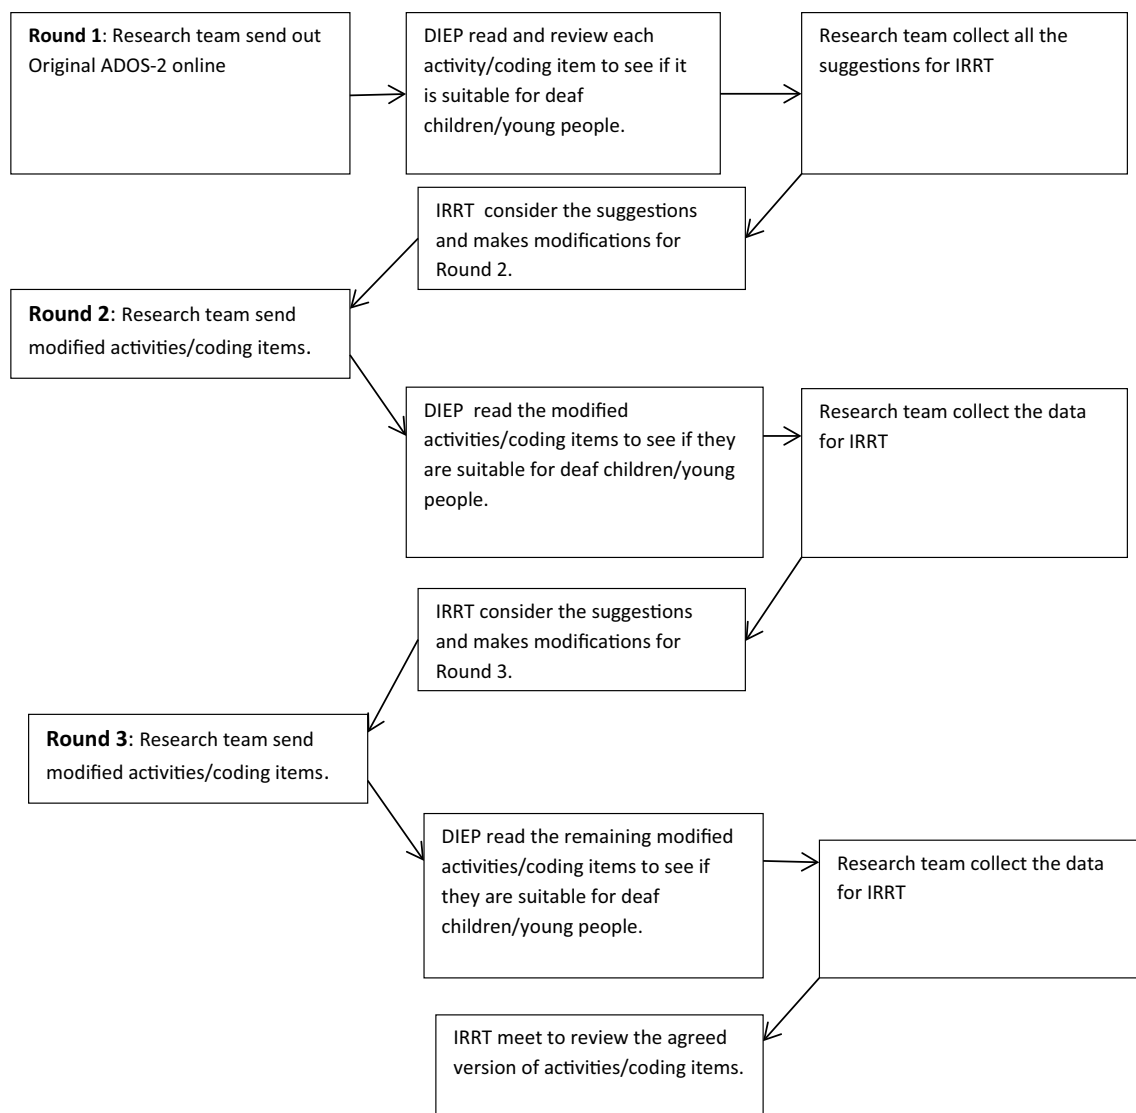 Round 1: Research team send out
Original ADOS-2 online
DIEP read and review each
activity/coding item to see if it
is suitable for deaf
children/young people.
Research team collect all the
suggestions for IRRT
IRRT consider the suggestions
and makes modifications for
Round 2.
Round 2: Research team send
modified activities/coding items.
DIEP read the modified
activities/coding items to see if they
are suitable for deaf children/young
people.
Research team collect the data
for IRRT
IRRT consider the suggestions
and makes modifications for
Round 3.
Round 3: Research team send
modified activities/coding items.
DIEP read the remaining modified
activities/coding items to see if
they are suitable for deaf
children/young people.
Research team collect the data
for IRRT
IRRT meet to review the agreed
version of activities/coding items.